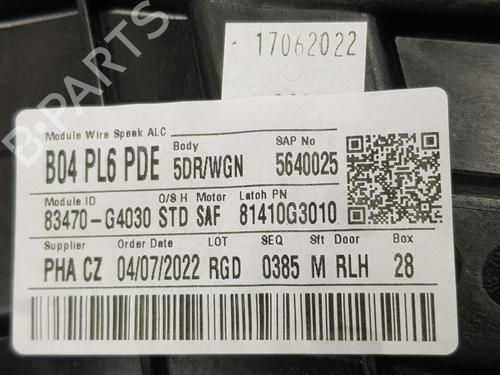 17062022
Module Wire Speak ALC
B04 PL6 PDE
Body
5DR/WGN
SAP No
5640025
Module ID
83470-G4030
O/S H
STD
Motor
SAF
Latoh PN
81410G3010
Supplier
PHA CZ
Order Date
04/07/2022
LOT
RGD
SEQ
0385
Sft
M
Door
RLH
Box
28
B-PARTS